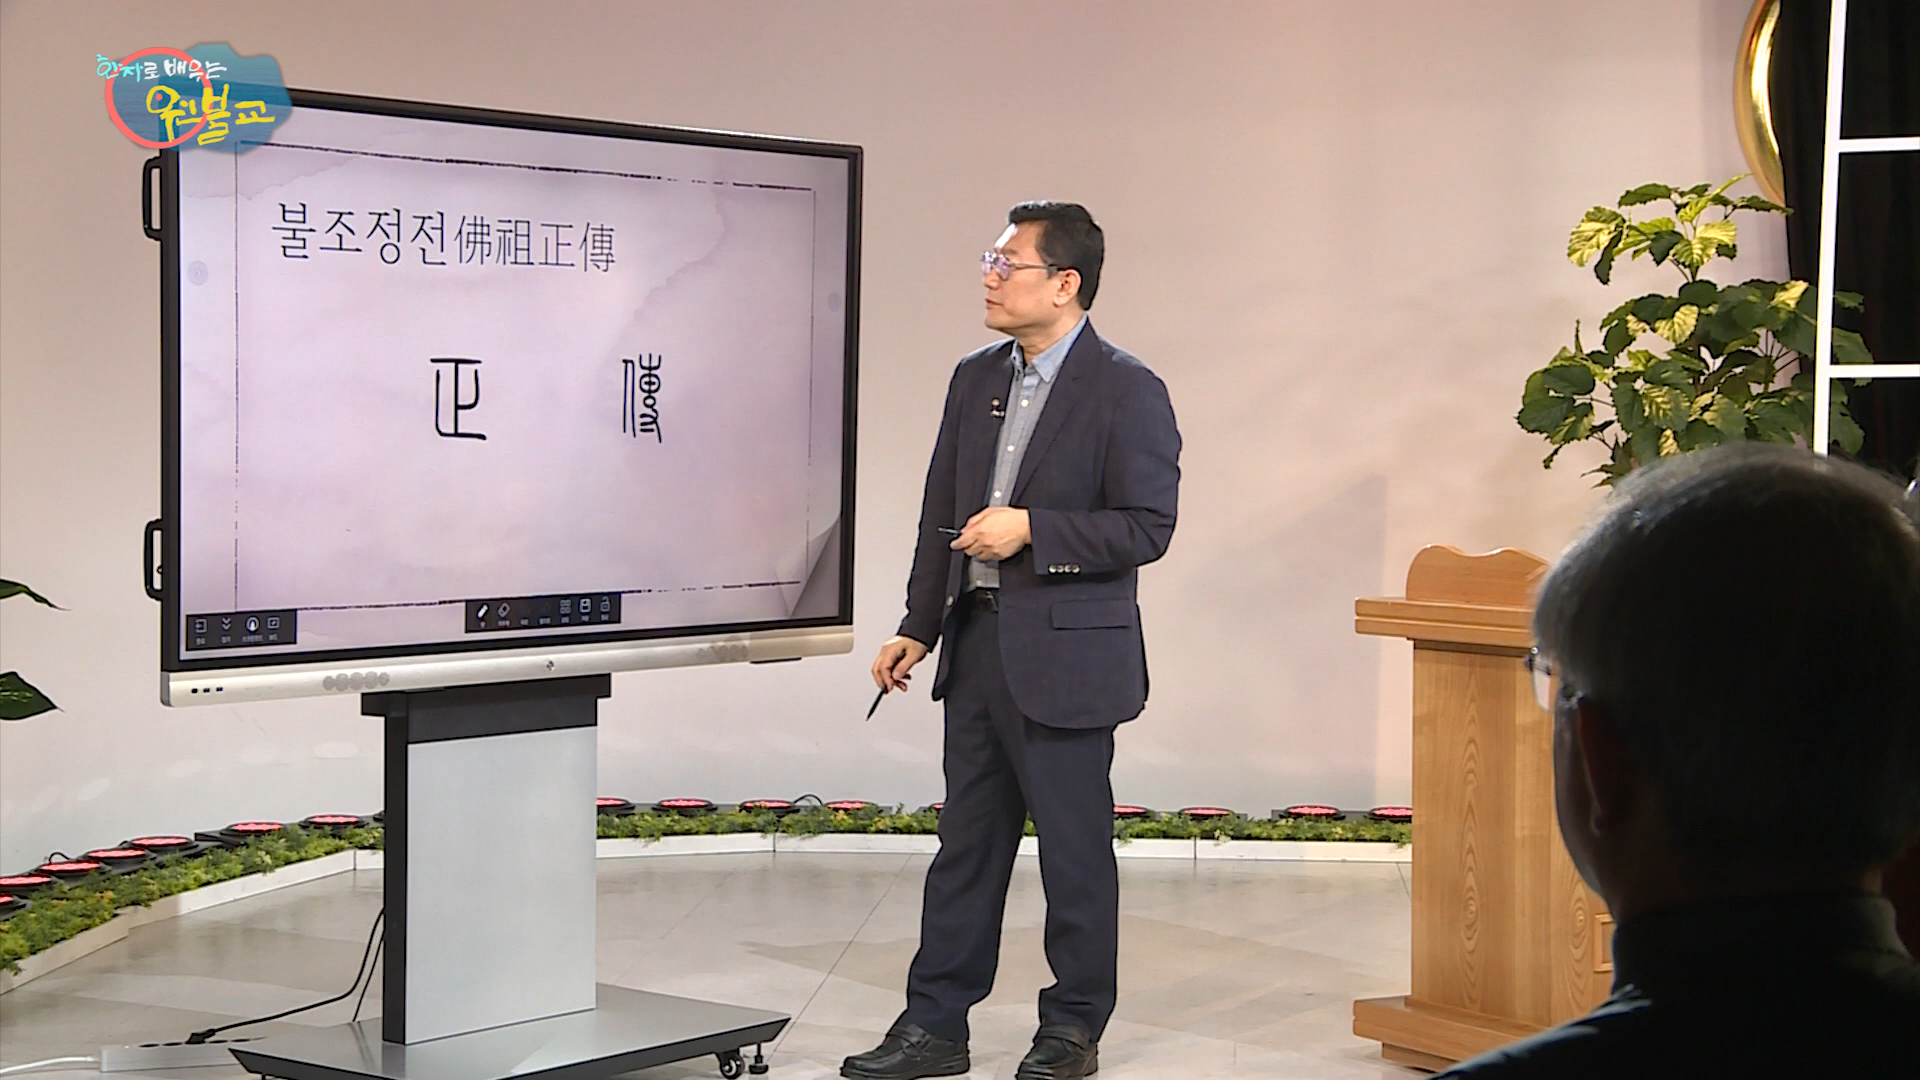 한자로 배우는
원불교
불조정전佛祖正傳
正 傳